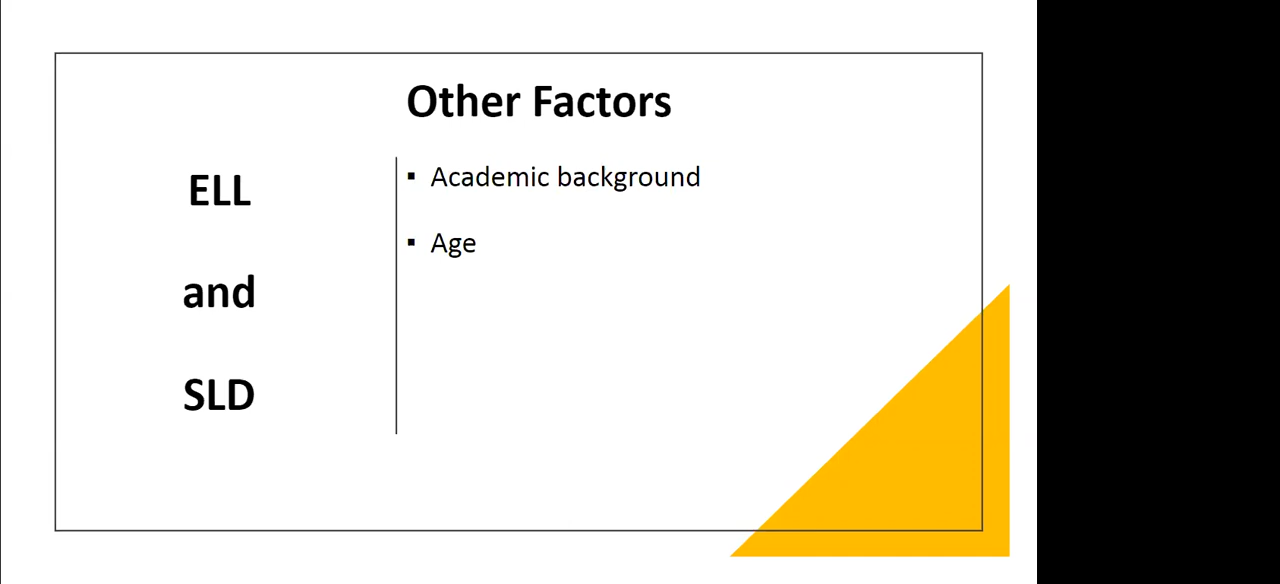 Other Factors
ELL
and
SLD
▪ Academic background
▪ Age